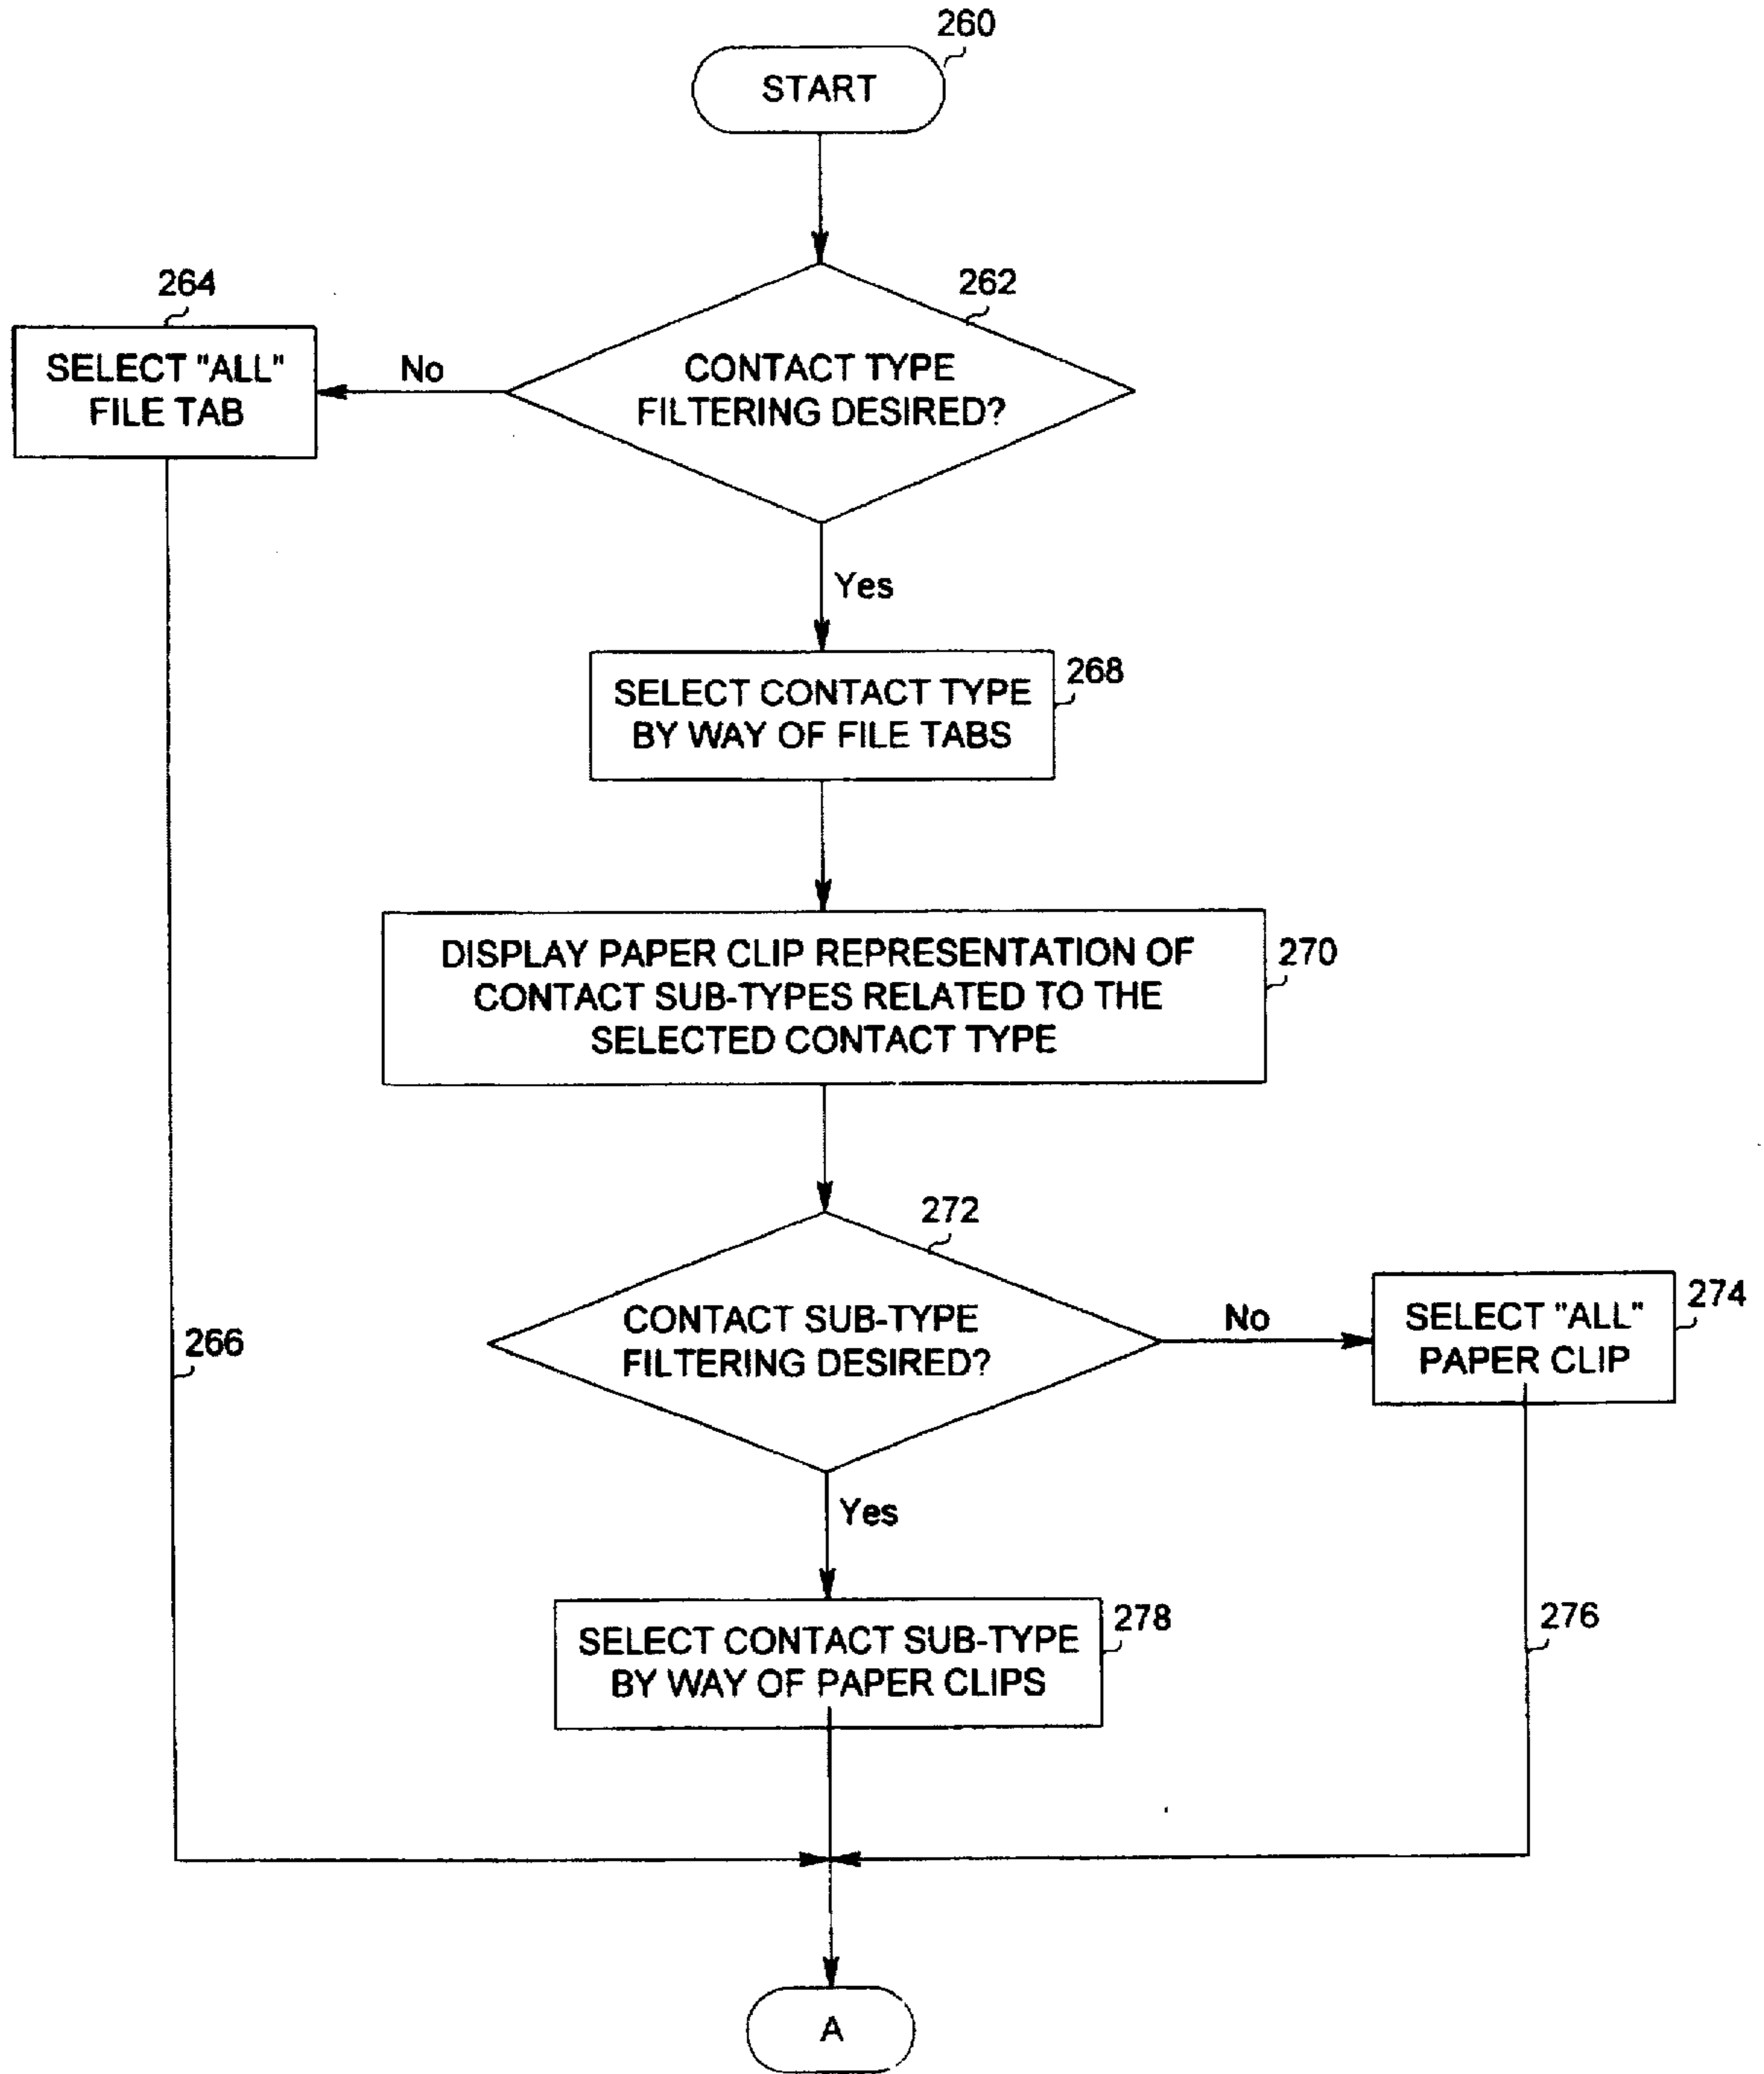 260
START
262
CONTACT TYPE
FILTERING DESIRED?
No
264
SELECT "ALL"
FILE TAB
Yes
268
SELECT CONTACT TYPE
BY WAY OF FILE TABS
270
DISPLAY PAPER CLIP REPRESENTATION OF
CONTACT SUB-TYPES RELATED TO THE
SELECTED CONTACT TYPE
272
CONTACT SUB-TYPE
FILTERING DESIRED?
No
274
SELECT "ALL"
PAPER CLIP
266
Yes
278
SELECT CONTACT SUB-TYPE
BY WAY OF PAPER CLIPS
276
A